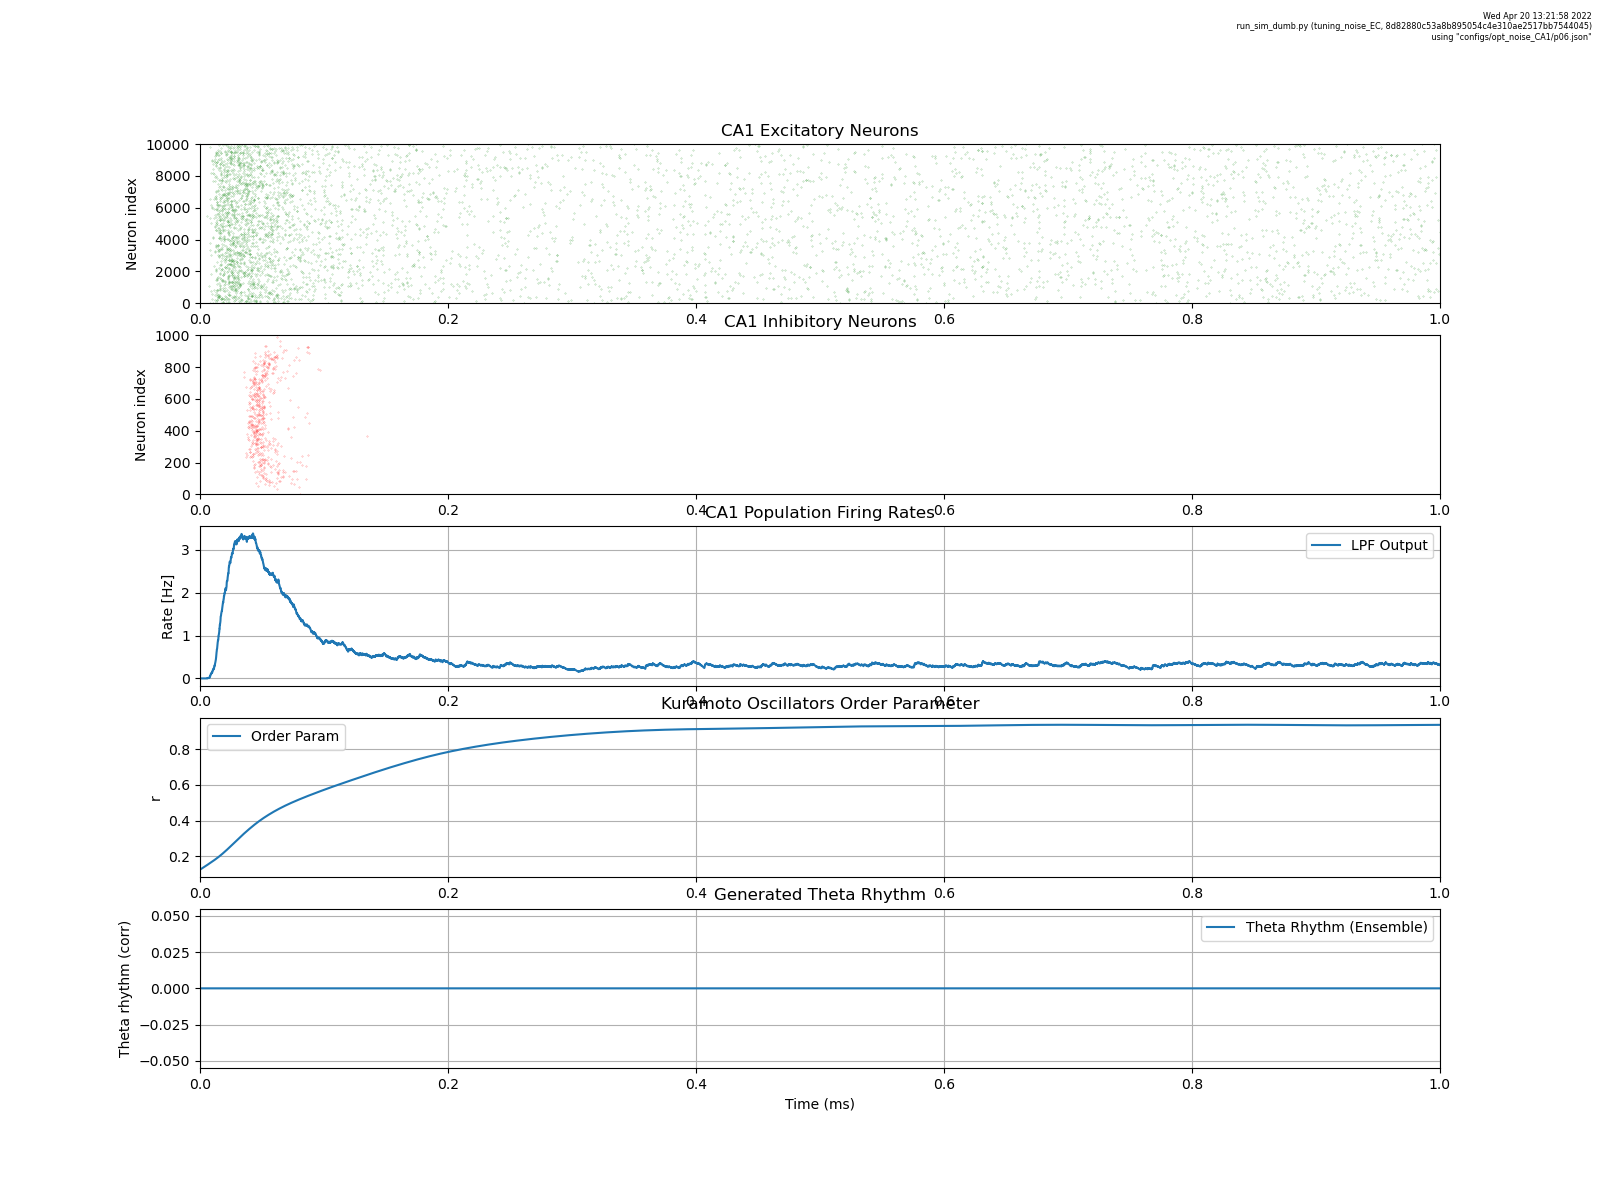 Wed Apr 20 13:21:58 2022
run_sim_dumb.py (tuning_noise_EC, 8d82880c53a8b895054c4e310ae2517bb7544045)
using "configs/opt_noise_CA1/p06.json"
CA1 Excitatory Neurons
10000
8000
6000
4000
2000
0
Neuron index
0.0 0.2 0.4 0.6 0.8 1.0
CA1 Inhibitory Neurons
1000
800
600
400
200
0
Neuron index
0.0 0.2 0.4 0.6 0.8 1.0
CA1 Population Firing Rates
LPF Output
3
2
1
0
Rate [Hz]
0.0 0.2 0.4 0.6 0.8 1.0
Kuramoto Oscillators Order Parameter
Order Param
0.8
0.6
0.4
0.2
r
0.0 0.2 0.4 0.6 0.8 1.0
Generated Theta Rhythm
Theta Rhythm (Ensemble)
0.050
0.025
0.000
−0.025
−0.050
Theta rhythm (corr)
0.0 0.2 0.4 0.6 0.8 1.0
Time (ms)